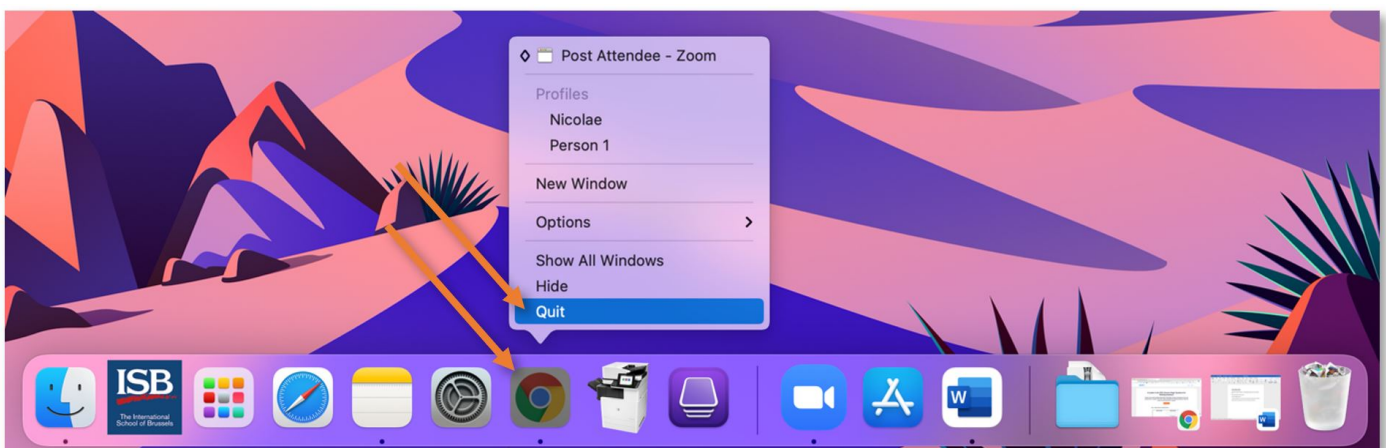 Post Attendee - Zoom
Profiles
Nicolae
Person 1
New Window
Options
Show All Windows
Hide
Quit
ISB
The International
School of Brussels
W
W